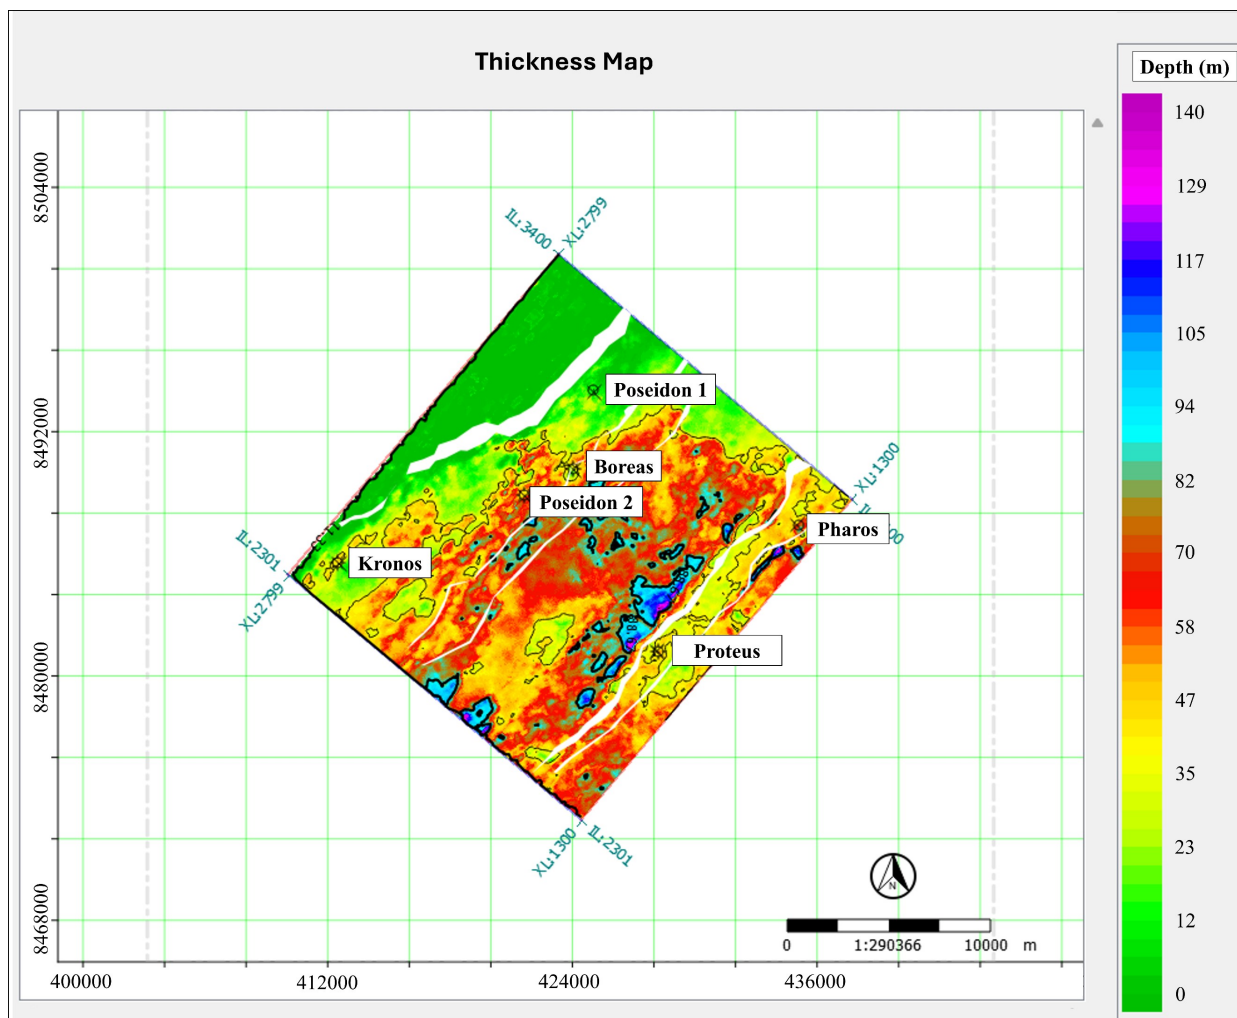 Thickness Map
Depth (m)
140
129
117
105
94
82
70
58
47
35
23
12
0
8504000
8492000
8480000
8468000
400000
412000
424000
436000
IL:3400
XL:2799
XL:1300
IL:2301
XL:2799
XL:1300
IL:2301
Poseidon 1
Boreas
Poseidon 2
Pharos
Kronos
Proteus
N
0
1:290366
10000 m